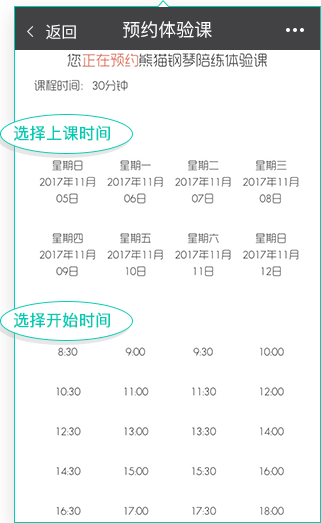 返回 预约体验课
您正在预约熊猫钢琴陪练体验课
课程时间：30分钟
选择上课时间
星期日 星期一 星期二 星期三
2017年11月 2017年11月 2017年11月 2017年11月
05日 06日 07日 08日
星期四 星期五 星期六 星期日
2017年11月 2017年11月 2017年11月 2017年11月
09日 10日 11日 12日
选择开始时间
8:30 9:00 9:30 10:00
10:30 11:00 11:30 12:00
12:30 13:00 13:30 14:00
14:30 15:00 15:30 16:00
16:30 17:00 17:30 18:00